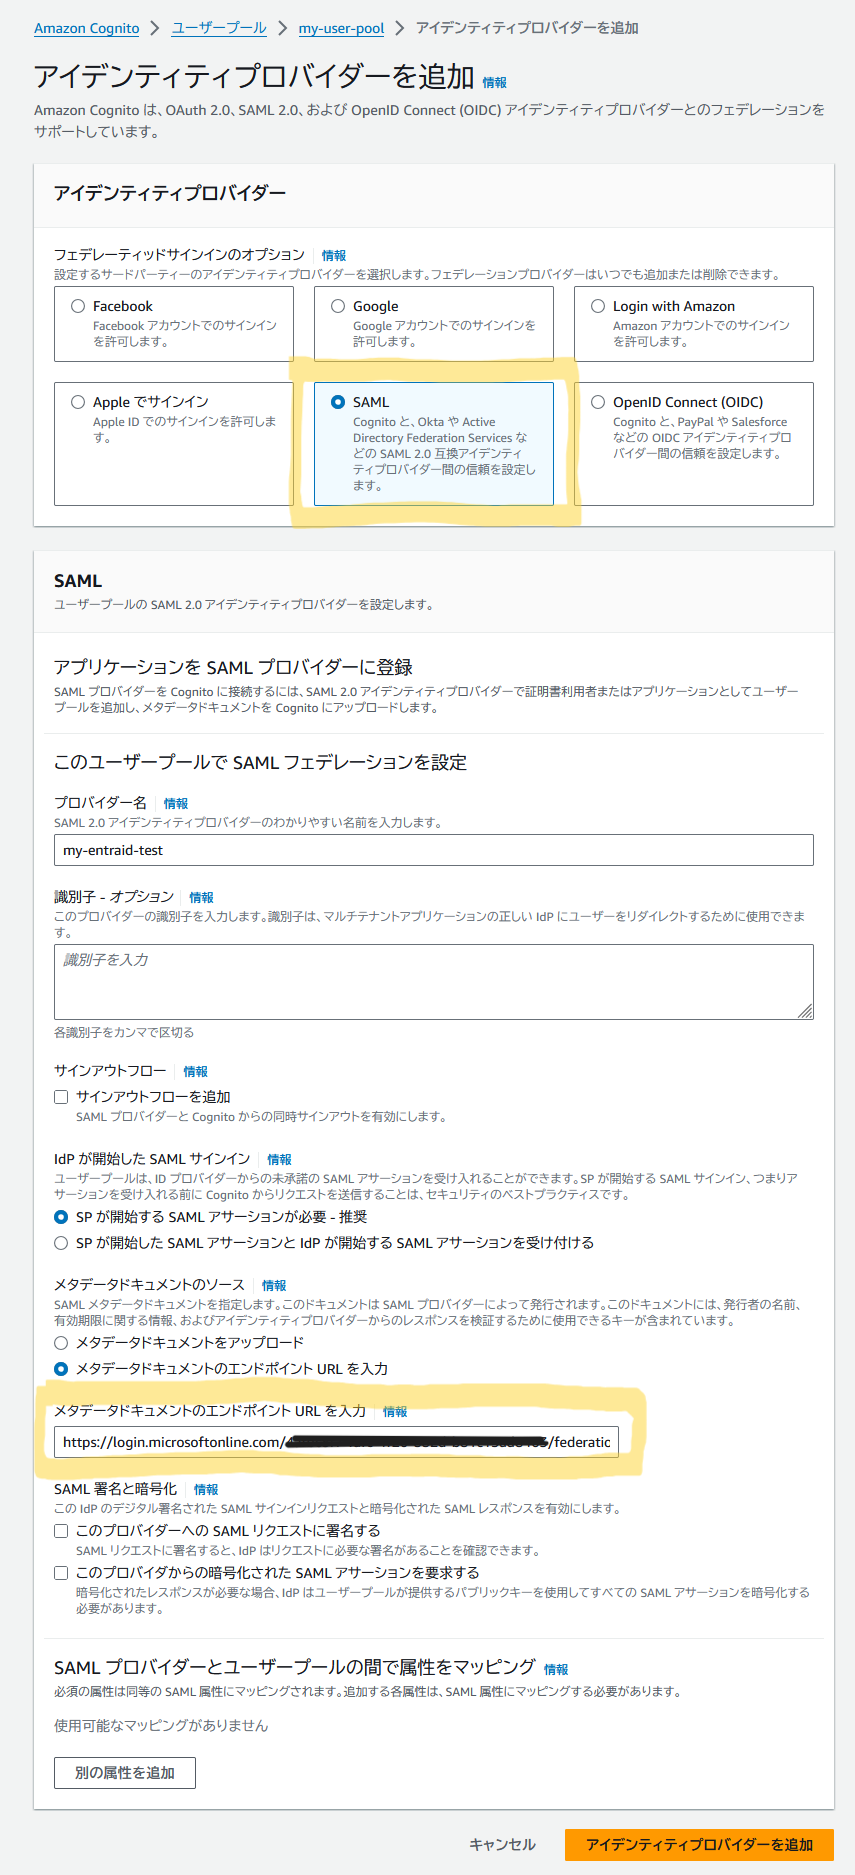 Amazon Cognito > ユーザープール > my-user-pool > アイデンティティプロバイダーを追加
アイデンティティプロバイダーを追加 情報
Amazon Cognito は、OAuth 2.0、SAML 2.0、および OpenID Connect (OIDC) アイデンティティプロバイダーとのフェデレーションを
サポートしています。
アイデンティティプロバイダー
フェデレーティッドサインインのオプション 情報
設定するサードパーティーのアイデンティティプロバイダーを選択します。フェデレーションプロバイダーはいつでも追加または削除できます。
Facebook
Facebook アカウントでのサインイン
を許可します。
Google
Google アカウントでのサインインを
許可します。
Login with Amazon
Amazon アカウントでのサインイン
を許可します。
Apple でサインイン
Apple ID でのサインインを許可しま
す。
SAML
Cognito と、Okta や Active
Directory Federation Services な
どの SAML 2.0 互換アイデンティ
ティプロバイダー間の信頼を設定し
ます。
OpenID Connect (OIDC)
Cognito と、PayPal や Salesforce
などの OIDC アイデンティティプロ
バイダー間の信頼を設定します。
SAML
ユーザープールの SAML 2.0 アイデンティティプロバイダーを設定します。
アプリケーションを SAML プロバイダーに登録
SAML プロバイダーを Cognito に接続するには、SAML 2.0 アイデンティティプロバイダーで証明書利用者またはアプリケーションとしてユーザー
プールを追加し、メタデータドキュメントを Cognito にアップロードします。
このユーザープールで SAML フェデレーションを設定
プロバイダー名 情報
SAML 2.0 アイデンティティプロバイダーのわかりやすい名前を入力します。
my-entraid-test
識別子 - オプション 情報
このプロバイダーの識別子を入力します。識別子は、マルチテナントアプリケーションの正しい IdP にユーザーをリダイレクトするために使用できま
す。
識別子を入力
各識別子をカンマで区切る
サインアウトフロー 情報
サインアウトフローを追加
SAML プロバイダーと Cognito からの同時サインアウトを有効にします。
IdP が開始した SAML サインイン 情報
ユーザープールは、ID プロバイダーからの未承諾の SAML アサーションを受け入れることができます。SP が開始する SAML サインイン、つまりア
サーションを受け入れる前に Cognito からリクエストを送信することは、セキュリティのベストプラクティスです。
SP が開始する SAML アサーションが必要 - 推奨
SP が開始した SAML アサーションと IdP が開始する SAML アサーションを受け付ける
メタデータドキュメントのソース 情報
SAML メタデータドキュメントを指定します。このドキュメントは SAML プロバイダーによって発行されます。このドキュメントには、発行者の名前、
有効期限に関する情報、およびアイデンティティプロバイダーからのレスポンスを検証するために使用できるキーが含まれています。
メタデータドキュメントをアップロード
メタデータドキュメントのエンドポイント URL を入力
メタデータドキュメントのエンドポイント URL を入力 情報
https://login.microsoftonline.com/ /federatio
SAML 署名と暗号化 情報
この IdP のデジタル署名された SAML サインインリクエストと暗号化された SAML レスポンスを有効にします。
このプロバイダーへの SAML リクエストに署名する
SAML リクエストに署名すると、IdP はリクエストに必要な署名があることを確認できます。
このプロバイダからの暗号化された SAML アサーションを要求する
暗号化されたレスポンスが必要な場合、IdP はユーザープールが提供するパブリックキーを使用してすべての SAML アサーションを暗号化する
必要があります。
SAML プロバイダーとユーザープールの間で属性をマッピング 情報
必須の属性は同等の SAML 属性にマッピングされます。追加する各属性は、SAML 属性にマッピングする必要があります。
使用可能なマッピングがありません
別の属性を追加
キャンセル アイデンティティプロバイダーを追加